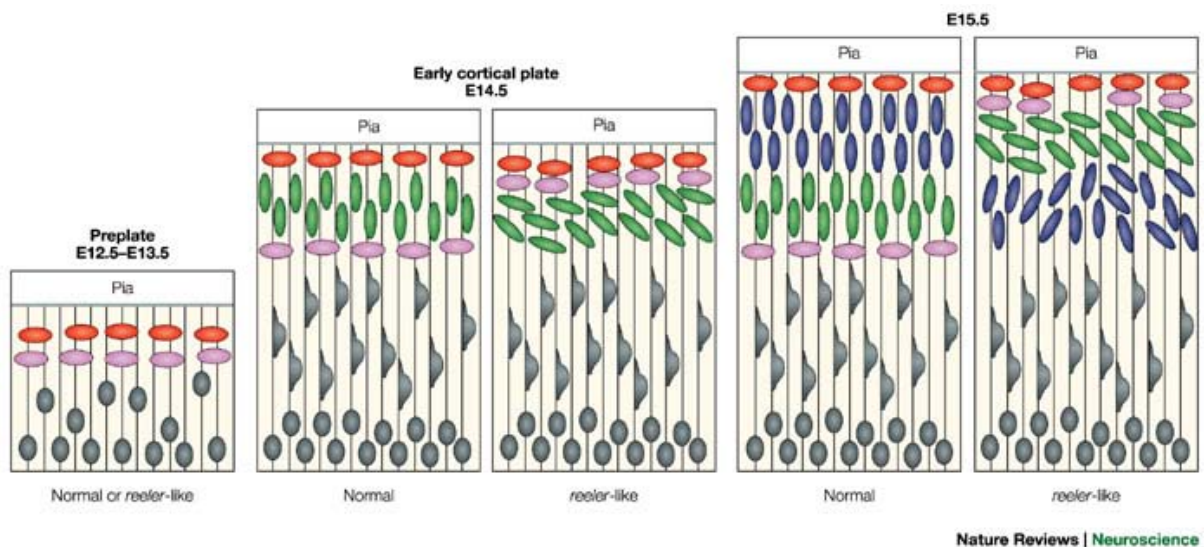 E15.5
Pia
Pia
Early cortical plate
E14.5
Pia
Pia
Preplate
E12.5–E13.5
Pia
Normal or reeler-like
Normal
reeler-like
Normal
reeler-like
Nature Reviews | Neuroscience